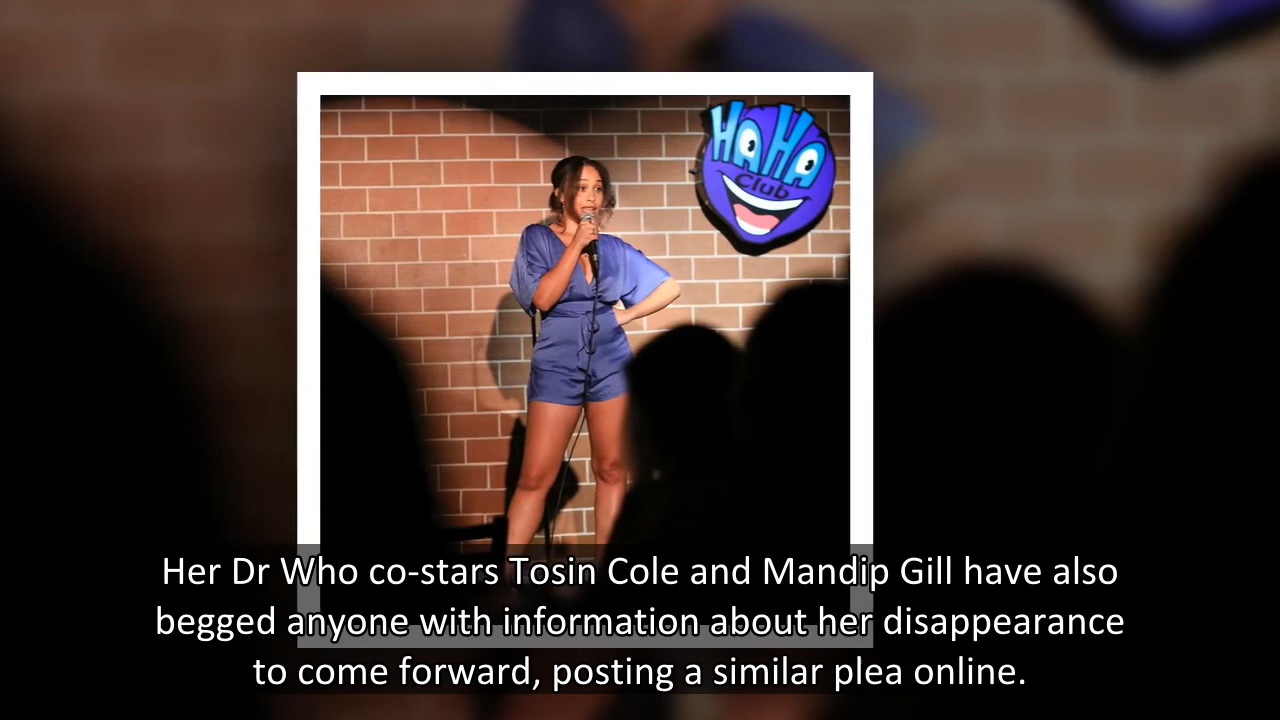 HaHa
Club
Her Dr Who co-stars Tosin Cole and Mandip Gill have also
begged anyone with information about her disappearance
to come forward, posting a similar plea online.